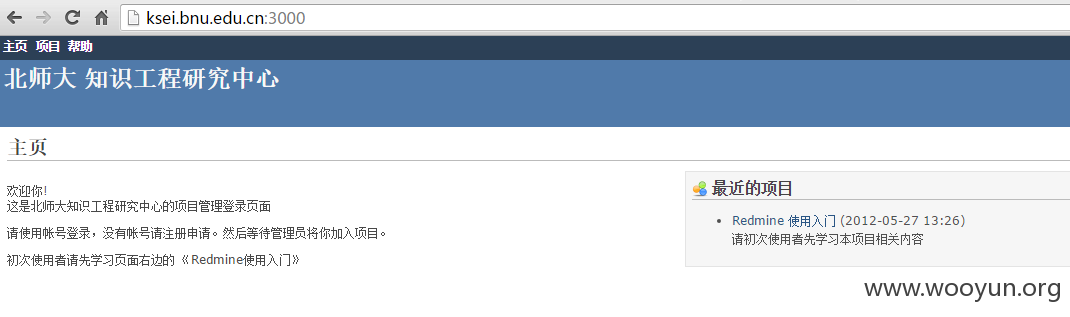 ksei.bnu.edu.cn:3000
主页 项目 帮助
北师大 知识工程研究中心
主页
欢迎你!
这是北师大知识工程研究中心的项目管理登录页面
请使用帐号登录，没有帐号请注册申请。然后等待管理员将你加入项目。
初次使用者请先学习页面右边的《Redmine使用入门》
最近的项目
Redmine 使用入门 (2012-05-27 13:26)
请初次使用者先学习本项目相关内容
www.wooyun.org